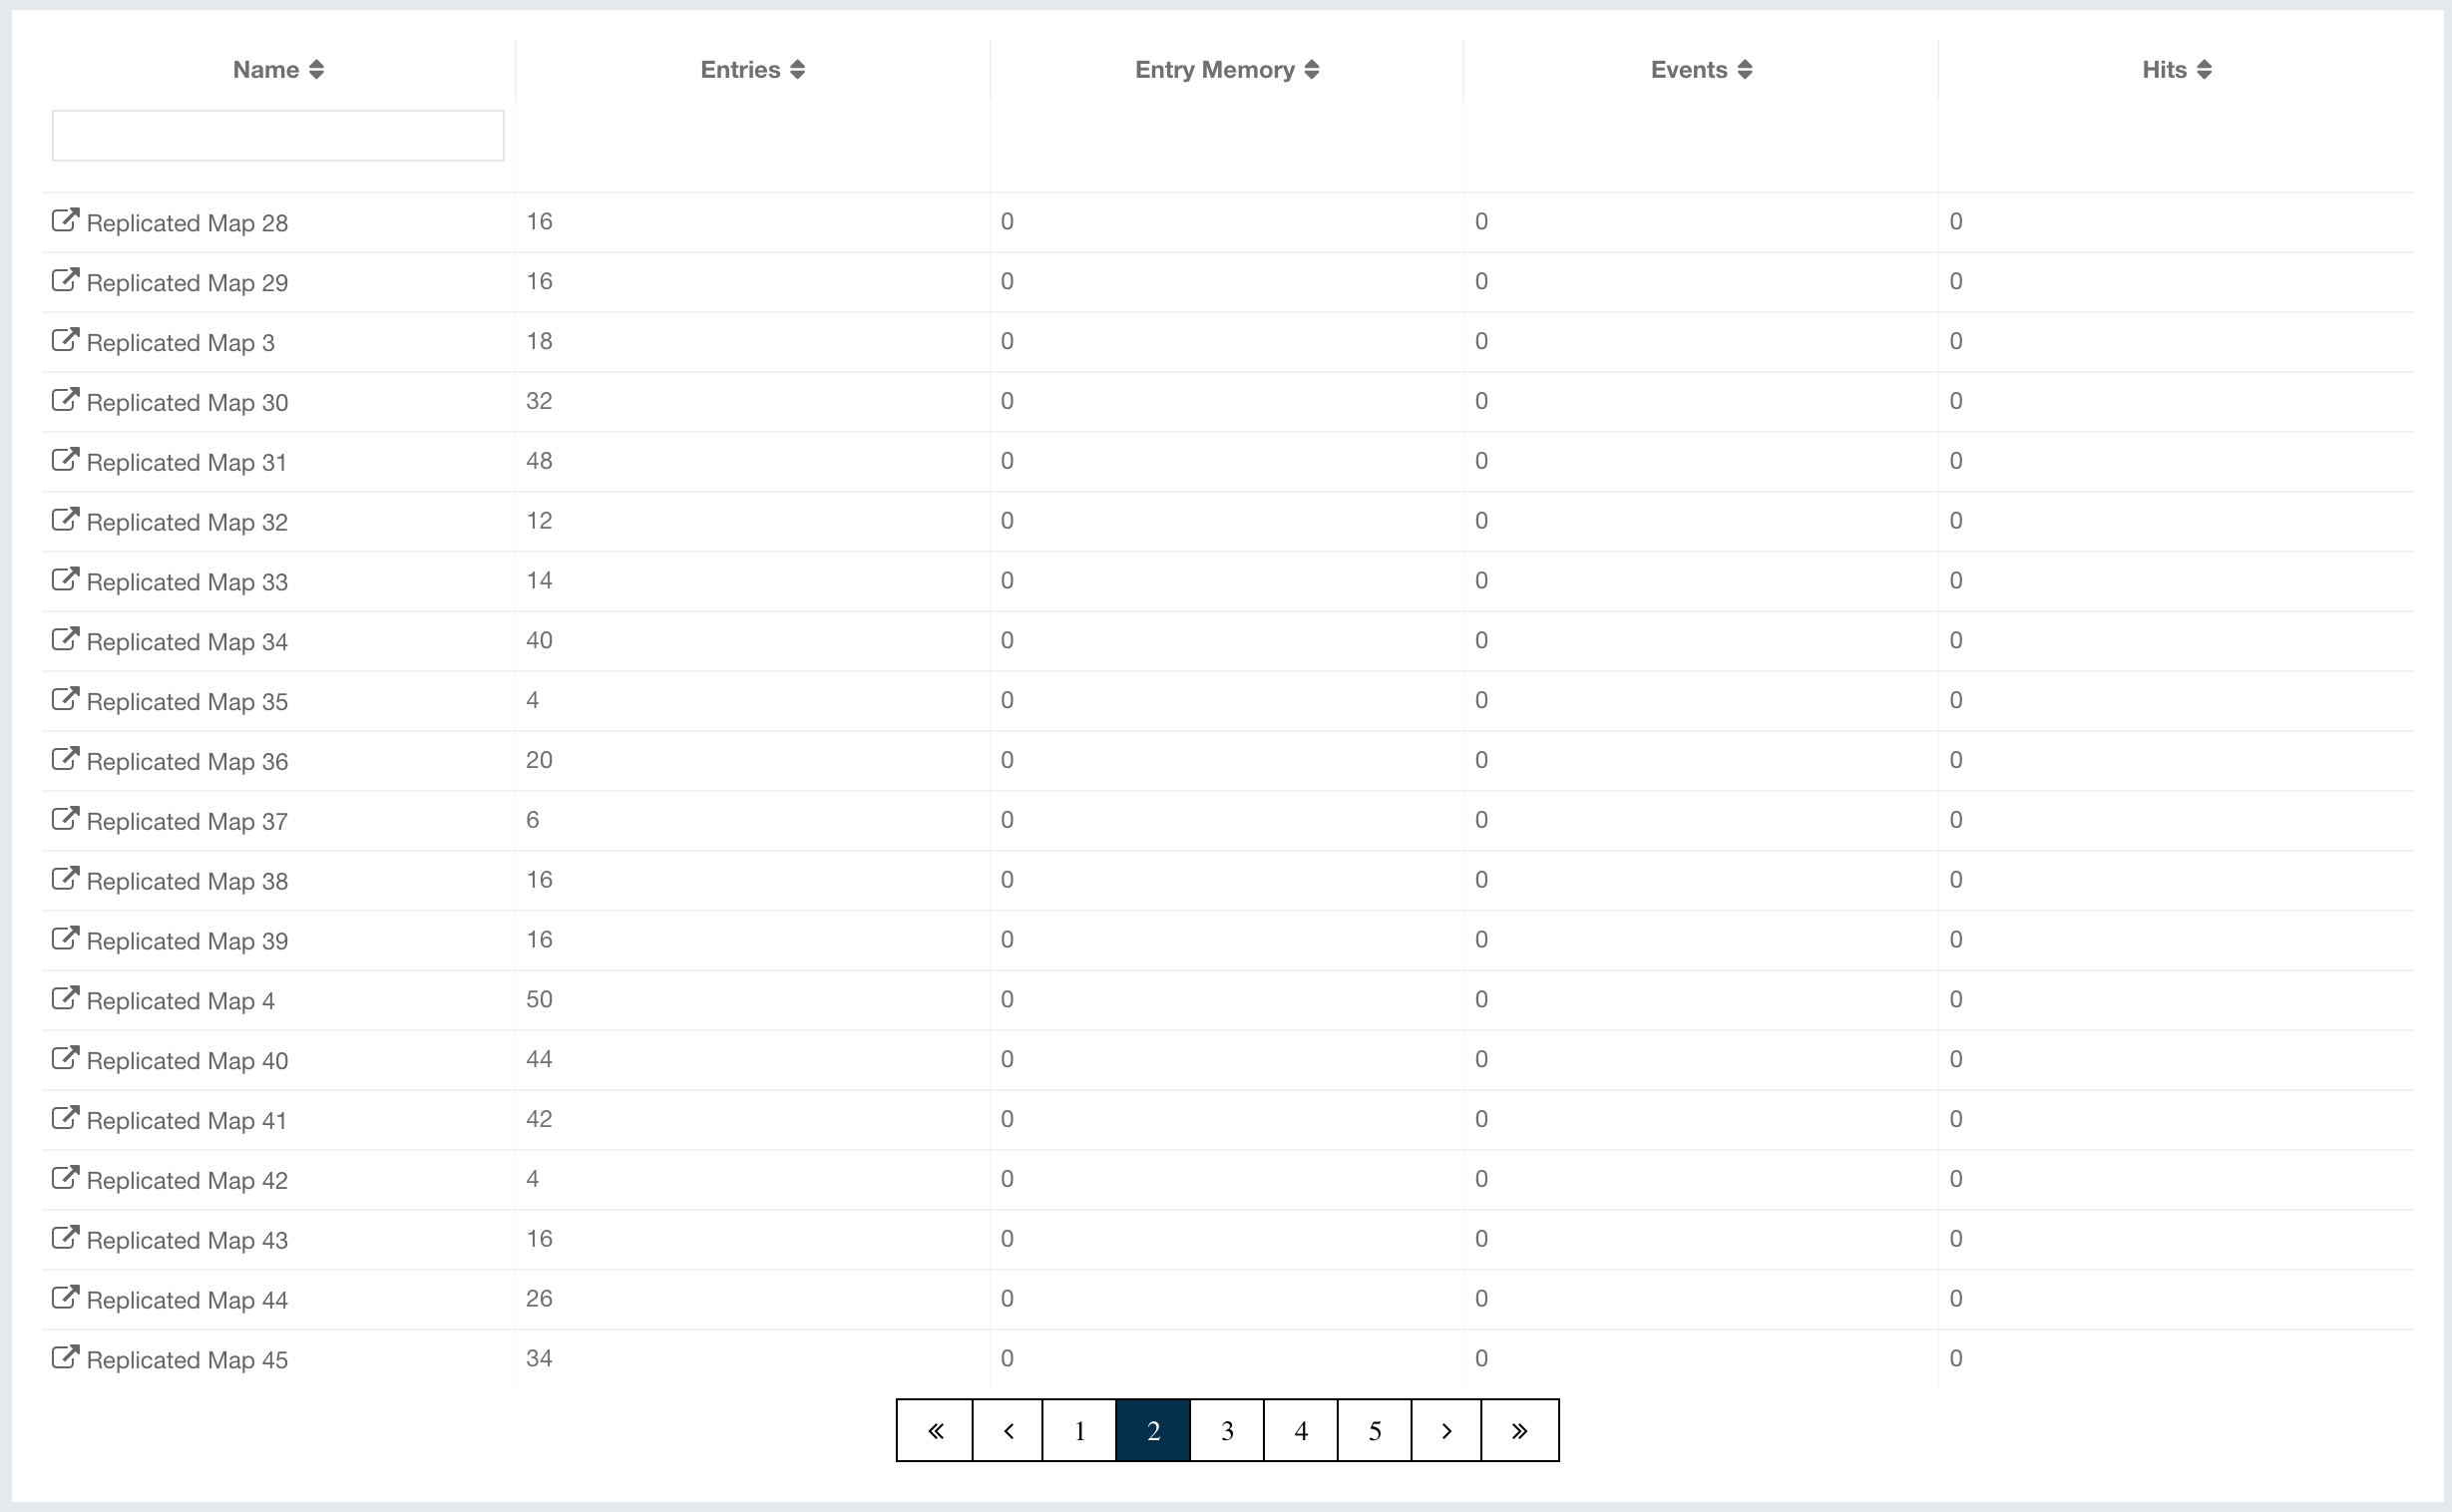 Name Entries Entry Memory Events Hits
Replicated Map 28 16 0 0 0
Replicated Map 29 16 0 0 0
Replicated Map 3 18 0 0 0
Replicated Map 30 32 0 0 0
Replicated Map 31 48 0 0 0
Replicated Map 32 12 0 0 0
Replicated Map 33 14 0 0 0
Replicated Map 34 40 0 0 0
Replicated Map 35 4 0 0 0
Replicated Map 36 20 0 0 0
Replicated Map 37 6 0 0 0
Replicated Map 38 16 0 0 0
Replicated Map 39 16 0 0 0
Replicated Map 4 50 0 0 0
Replicated Map 40 44 0 0 0
Replicated Map 41 42 0 0 0
Replicated Map 42 4 0 0 0
Replicated Map 43 16 0 0 0
Replicated Map 44 26 0 0 0
Replicated Map 45 34 0 0 0
« ‹ 1 2 3 4 5 › »